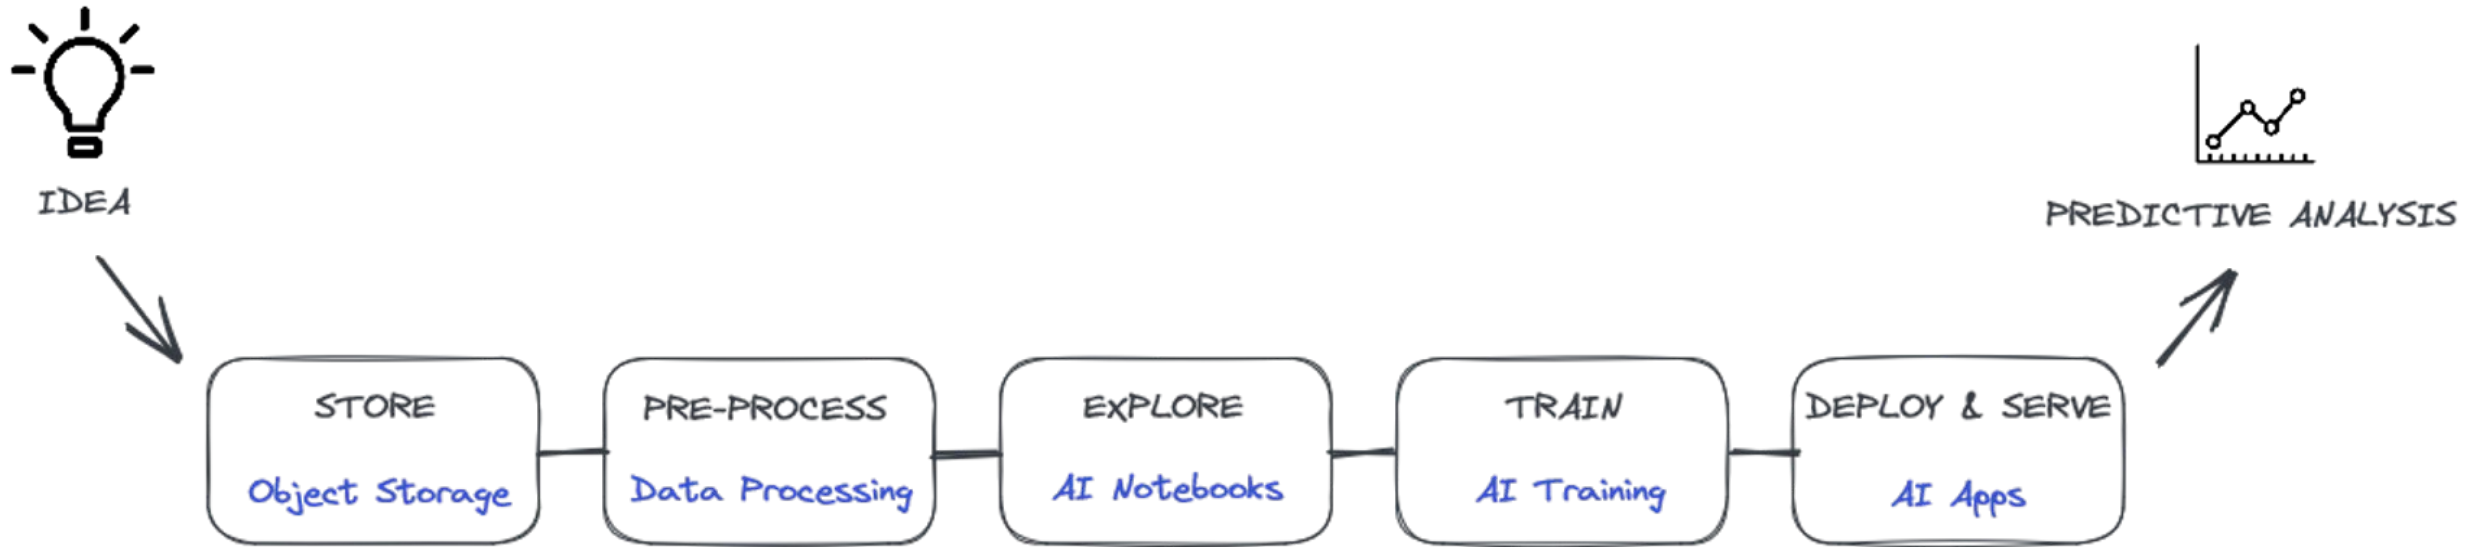 IDEA
PREDICTIVE ANALYSIS
STORE
Object Storage
PRE-PROCESS
Data Processing
EXPLORE
AI Notebooks
TRAIN
AI Training
DEPLOY & SERVE
AI Apps